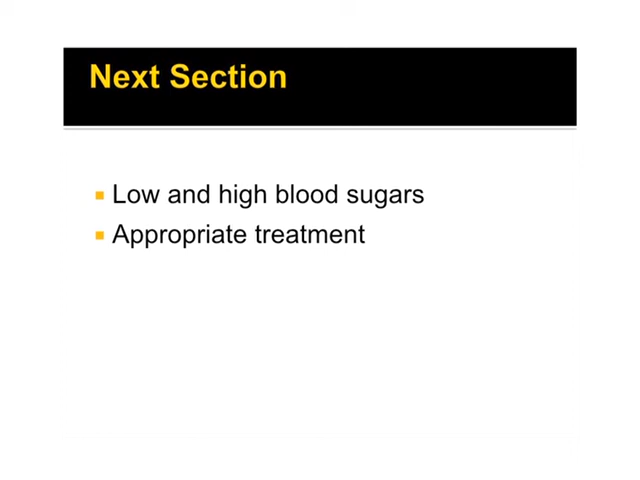 Next Section
Low and high blood sugars
Appropriate treatment